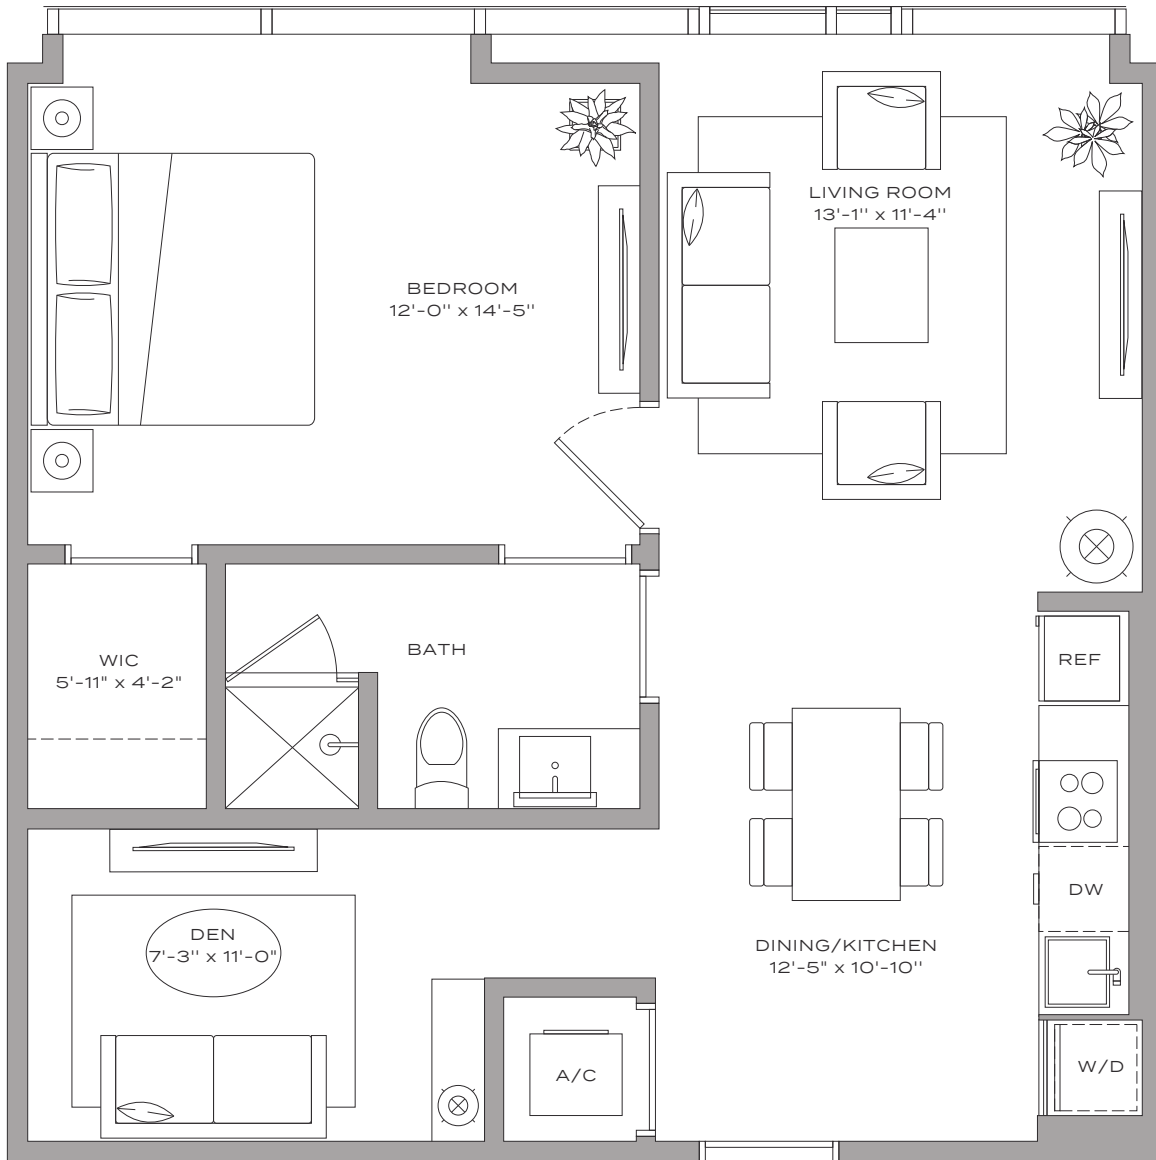 LIVING ROOM
13'-1'' x 11'-4''
BEDROOM
12'-0'' x 14'-5''
BATH
WIC
5'-11" x 4'-2"
REF
DW
DEN
7'-3'' x 11'-0"
DINING/KITCHEN
12'-5" x 10'-10''
A/C
W/D